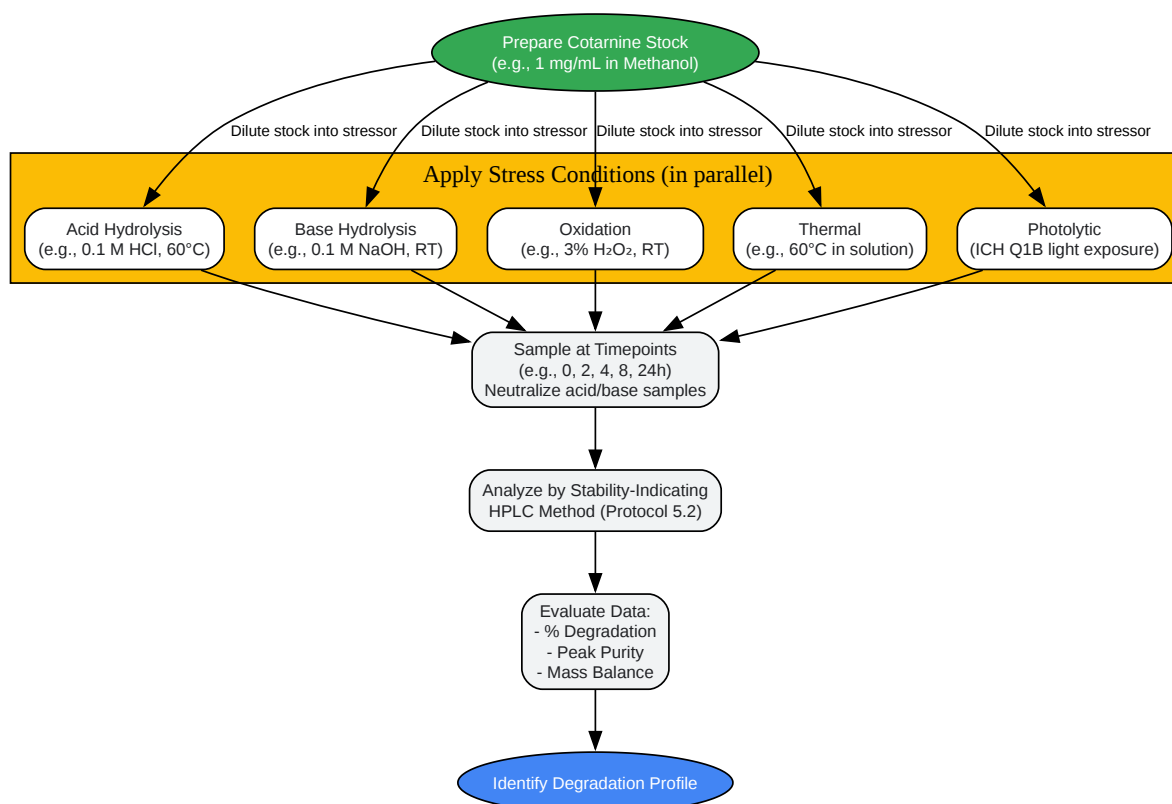 Prepare Cotarnine Stock
(e.g., 1 mg/mL in Methanol)
Dilute stock into stressor
Dilute stock into stressor
Dilute stock into stressor
Dilute stock into stressor
Dilute stock into stressor
Apply Stress Conditions (in parallel)
Acid Hydrolysis
(e.g., 0.1 M HCl, 60°C)
Base Hydrolysis
(e.g., 0.1 M NaOH, RT)
Oxidation
(e.g., 3% H₂O₂, RT)
Thermal
(e.g., 60°C in solution)
Photolytic
(ICH Q1B light exposure)
Sample at Timepoints
(e.g., 0, 2, 4, 8, 24h)
Neutralize acid/base samples
Analyze by Stability-Indicating
HPLC Method (Protocol 5.2)
Evaluate Data:
- % Degradation
- Peak Purity
- Mass Balance
Identify Degradation Profile